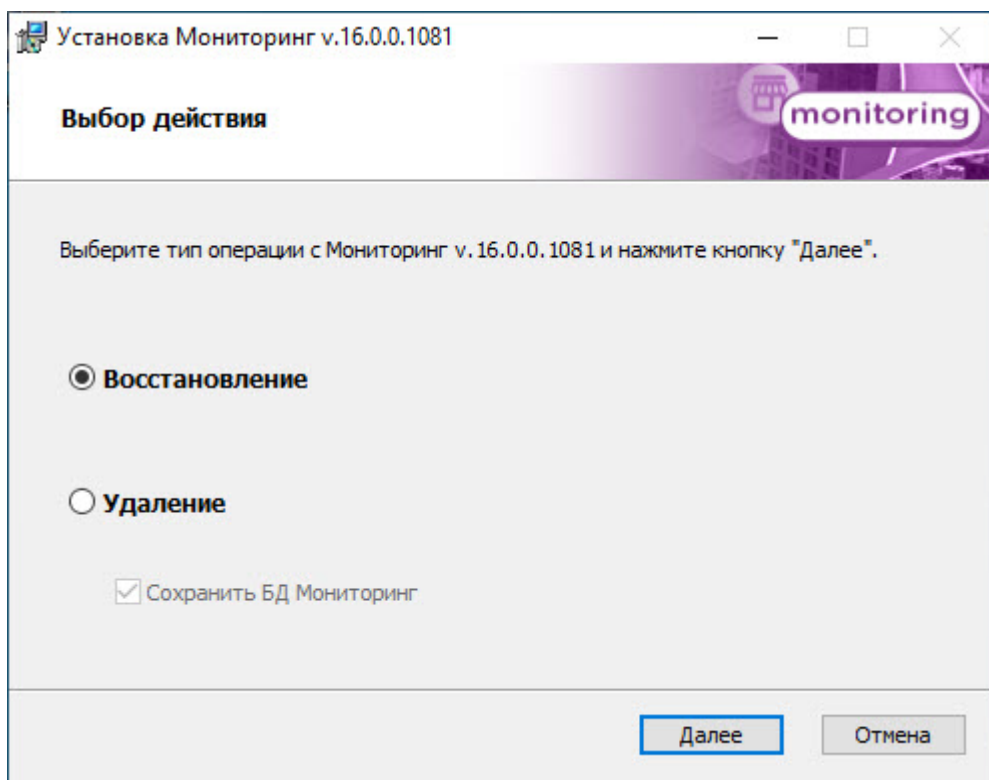 Установка Мониторинг v.16.0.0.1081
Выбор действия
monitoring
Выберите тип операции с Мониторинг v.16.0.0.1081 и нажмите кнопку "Далее".
Восстановление
Удаление
Сохранить БД Мониторинг
Далее
Отмена